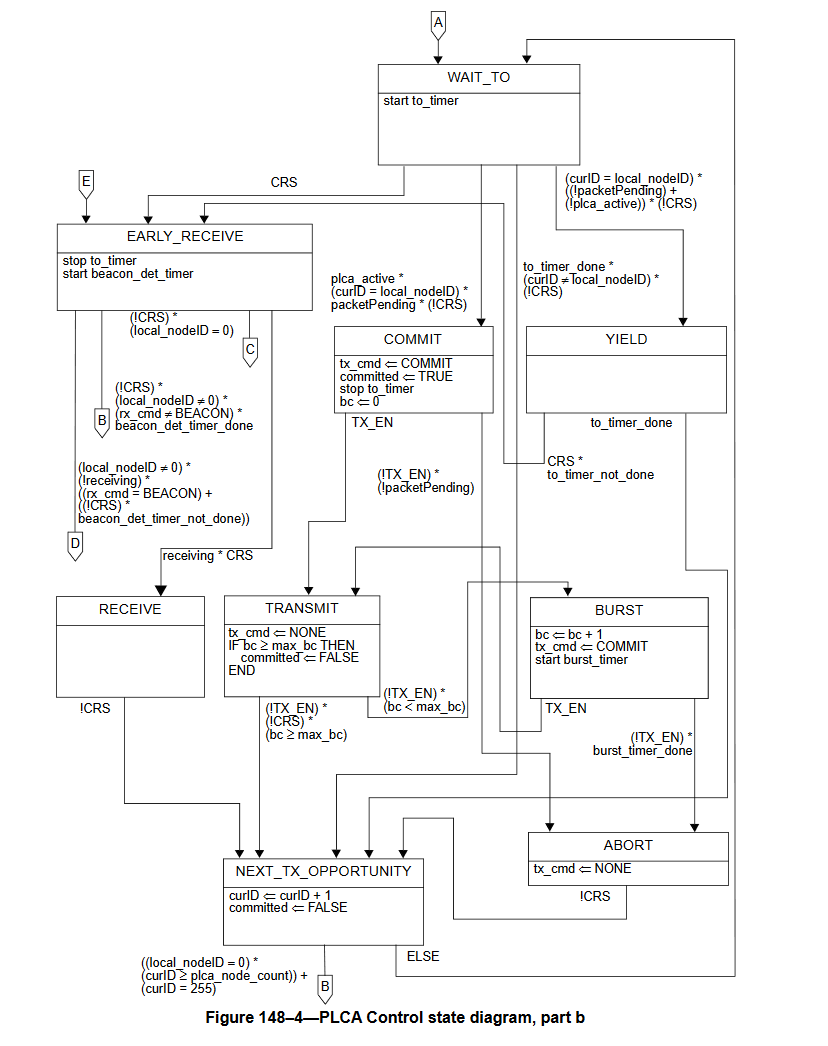 A
WAIT_TO
start to_timer
CRS
(curID = local_nodeID) *
((!packetPending) +
(!plca_active)) * (!CRS)
E
EARLY_RECEIVE
stop to_timer
start beacon_det_timer
plca_active *
(curID = local_nodeID) *
packetPending * (!CRS)
to_timer_done *
(curID ≠ local_nodeID) *
(!CRS)
(!CRS) *
(local_nodeID = 0)
C
COMMIT
tx_cmd ⇐ COMMIT
committed ⇐ TRUE
stop to_timer
bc ⇐ 0
YIELD
(!CRS) *
(local_nodeID ≠ 0) *
(rx_cmd ≠ BEACON) *
beacon_det_timer_done
B
TX_EN
to_timer_done
CRS *
to_timer_not_done
(!TX_EN) *
(!packetPending)
(local_nodeID ≠ 0) *
(!receiving) *
((rx_cmd = BEACON) +
((!CRS) *
beacon_det_timer_not_done))
D
receiving * CRS
RECEIVE
TRANSMIT
tx_cmd ⇐ NONE
IF bc ≥ max_bc THEN
committed ⇐ FALSE
END
BURST
bc ⇐ bc + 1
tx_cmd ⇐ COMMIT
start burst_timer
!CRS
(!TX_EN) *
(!CRS) *
(bc ≥ max_bc)
(!TX_EN) *
(bc < max_bc)
TX_EN
(!TX_EN) *
burst_timer_done
ABORT
tx_cmd ⇐ NONE
!CRS
NEXT_TX_OPPORTUNITY
curID ⇐ curID + 1
committed ⇐ FALSE
((local_nodeID = 0) *
(curID ≥ plca_node_count)) +
(curID = 255)
B
ELSE
Figure 148–4—PLCA Control state diagram, part b